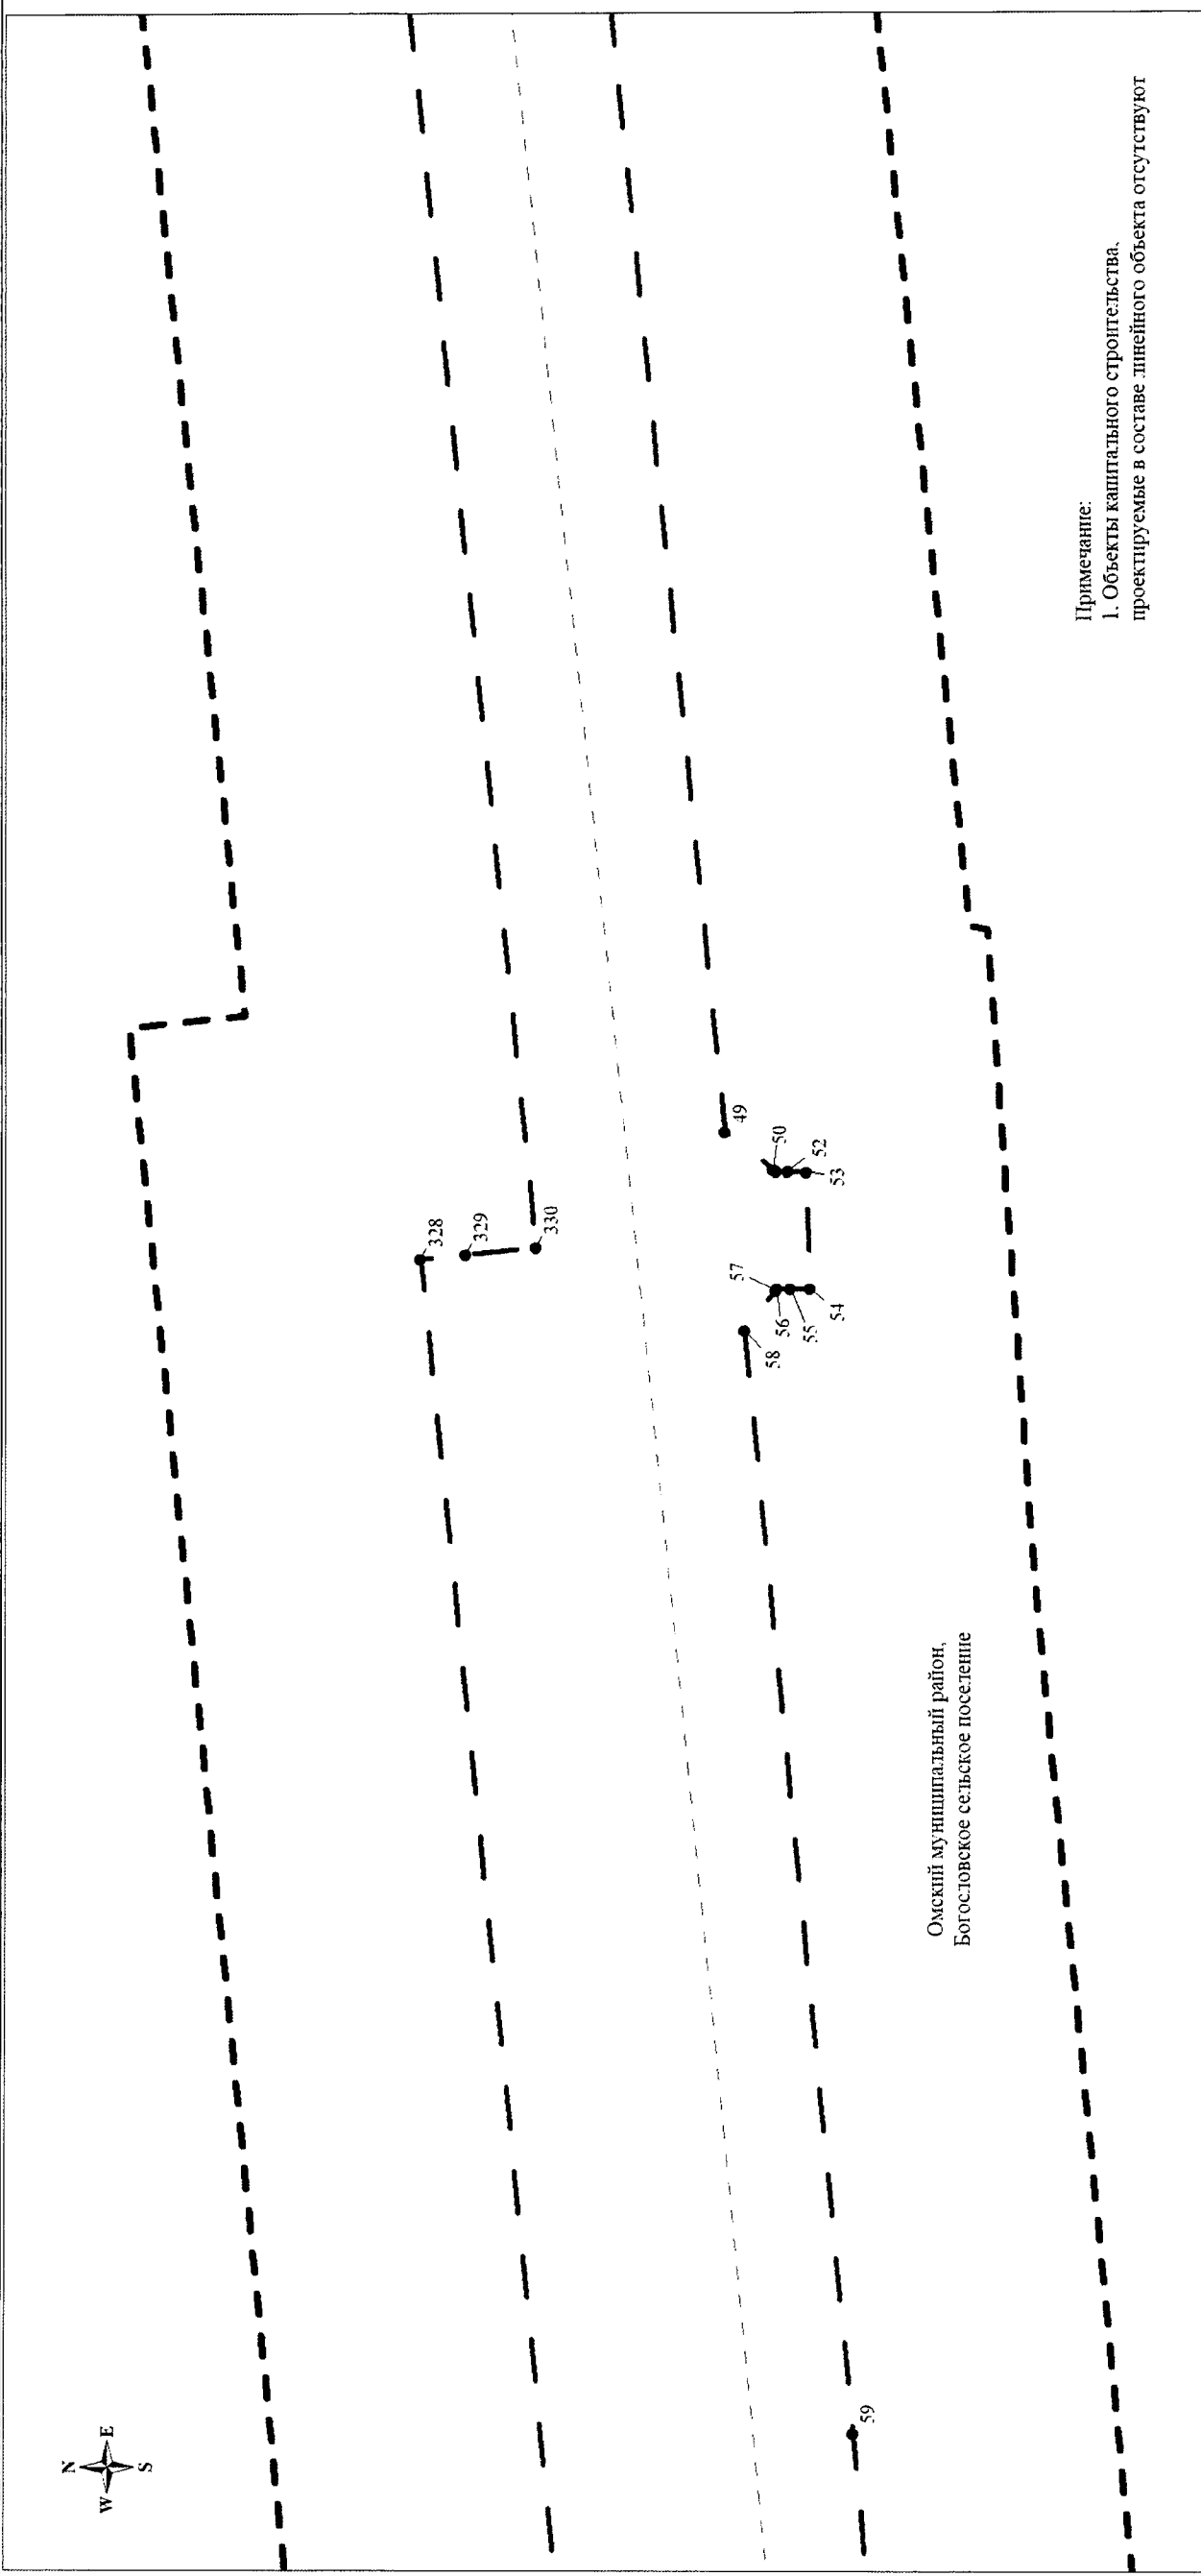 N
W E
S
328
329
330
49
50
52
53
57
56
55
54
58
59
Омский муниципальный район,
Богословское сельское поселение
Примечание:
1. Объекты капитального строительства,
проектируемые в составе линейного объекта отсутствуют